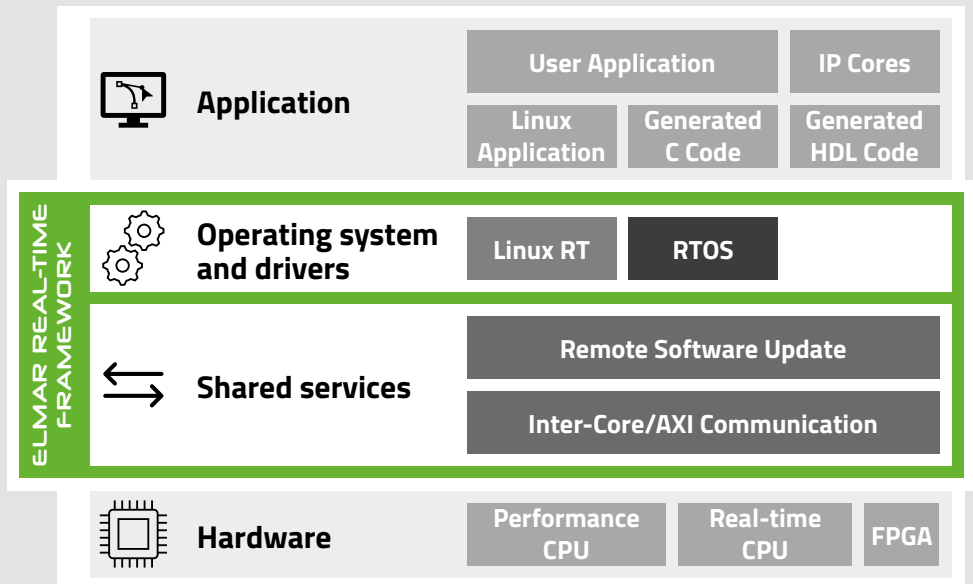 User Application
IP Cores
Application
Linux
Application
Generated
C Code
Generated
HDL Code
ELMAR REAL-TIME
FRAMEWORK
Operating system
and drivers
Linux RT
RTOS
Shared services
Remote Software Update
Inter-Core/AXI Communication
Hardware
Performance
CPU
Real-time
CPU
FPGA